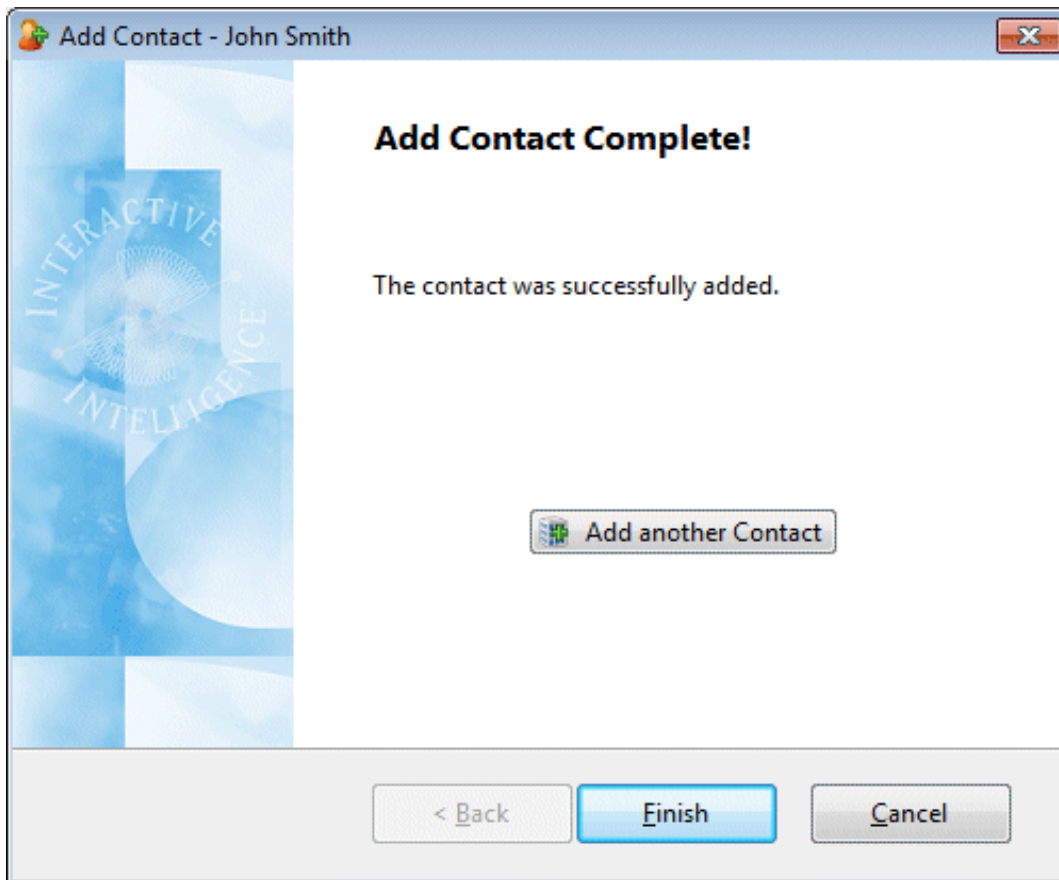 Add Contact - John Smith
Add Contact Complete!
INTERACTIVE
INTELLIGENCE
The contact was successfully added.
Add another Contact
< Back
Finish
Cancel